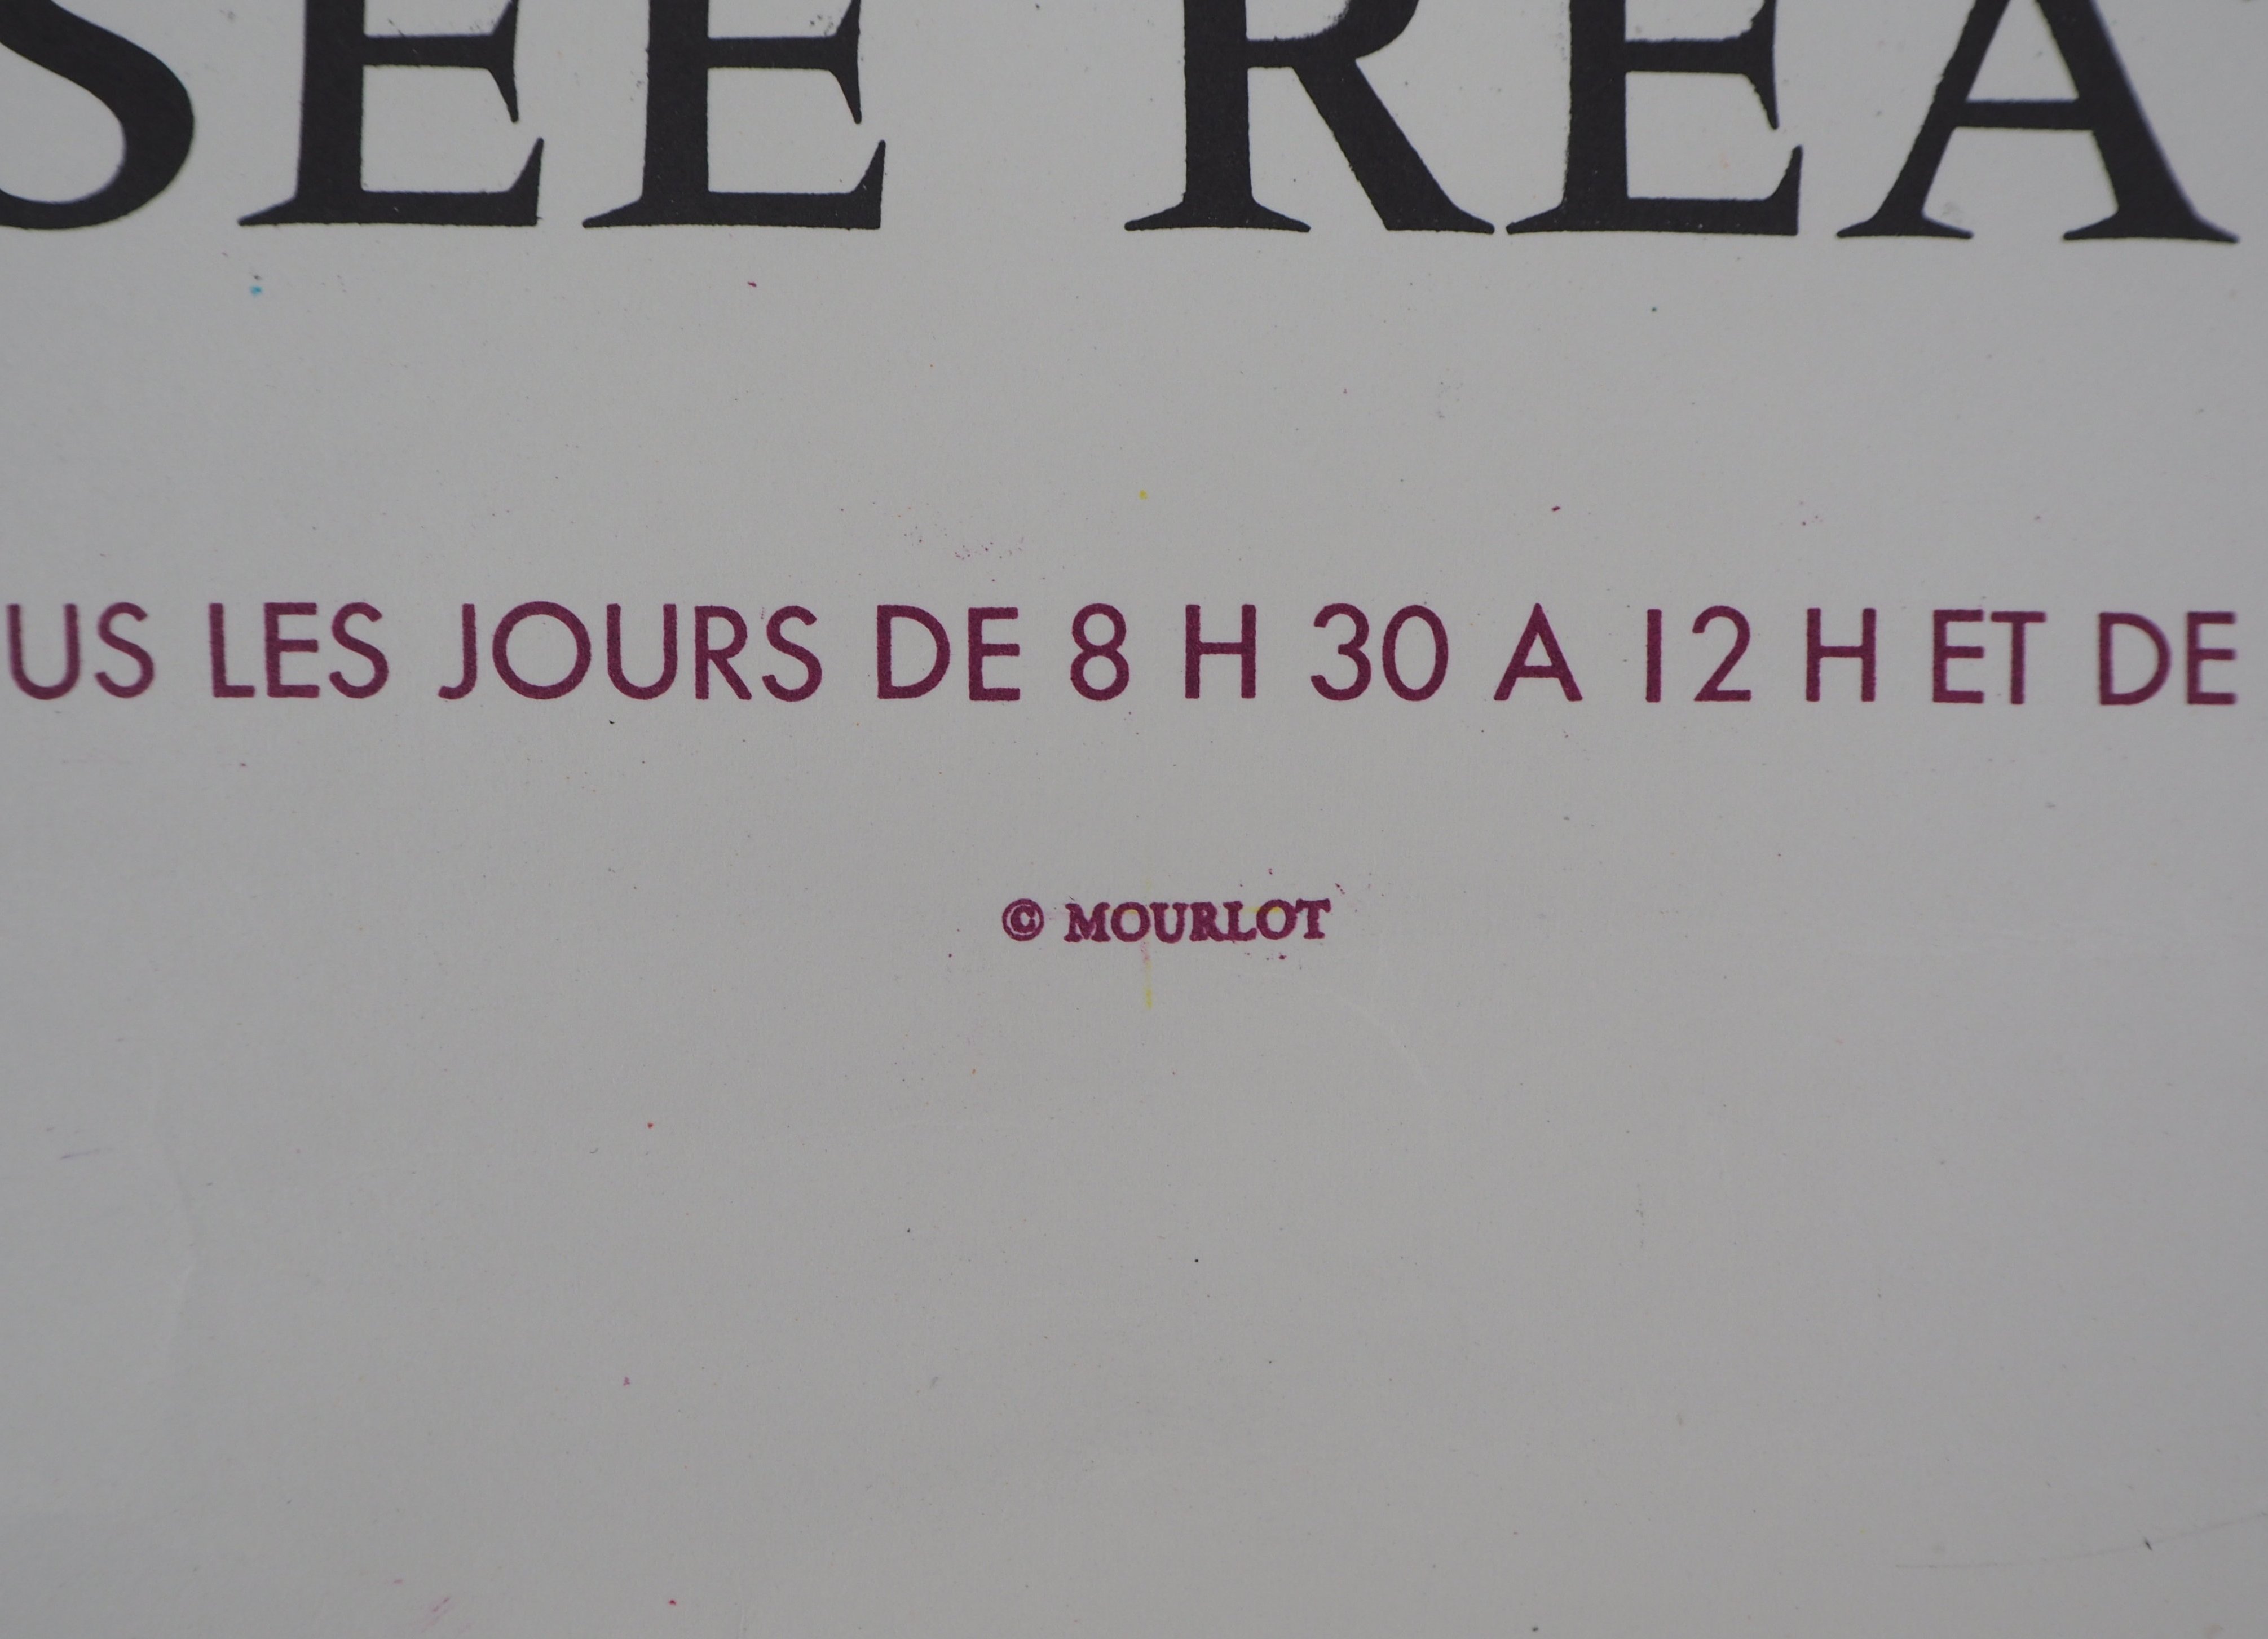 SEE REA
US LES JOURS DE 8 H 30 A 12 H ET DE
© MOURLOT